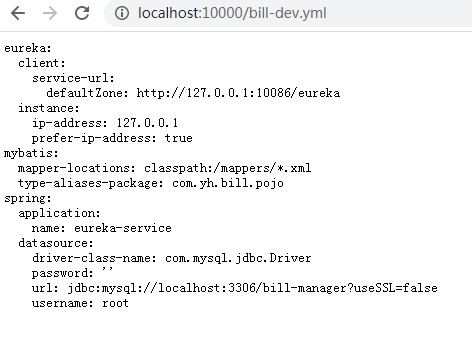 localhost:10000/bill-dev.yml
eureka:
  client:
    service-url:
      defaultZone: http://127.0.0.1:10086/eureka
  instance:
    ip-address: 127.0.0.1
    prefer-ip-address: true
mybatis:
  mapper-locations: classpath:/mappers/*.xml
  type-aliases-package: com.yh.bill.pojo
spring:
  application:
    name: eureka-service
  datasource:
    driver-class-name: com.mysql.jdbc.Driver
    password: ''
    url: jdbc:mysql://localhost:3306/bill-manager?useSSL=false
    username: root